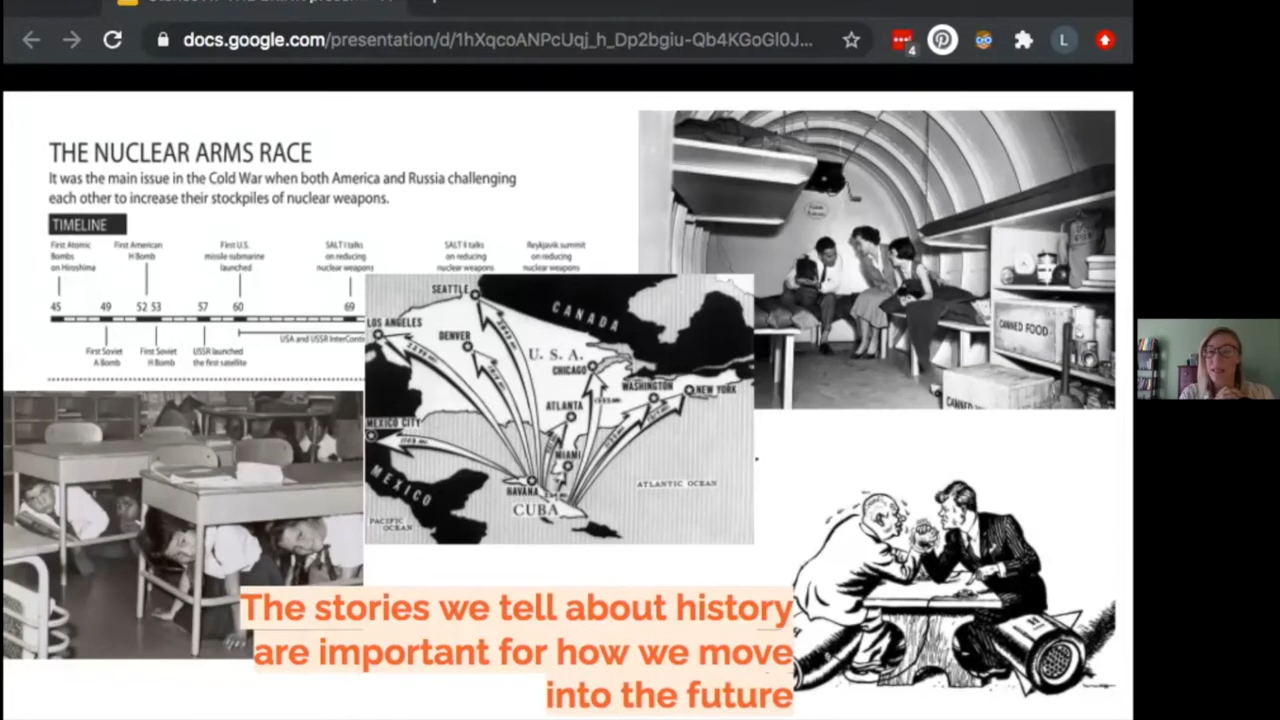 docs.google.com/presentation/d/1hXqcoANPcUqj_h_Dp2bgiu-Qb4KGoGl0J...
4
L
THE NUCLEAR ARMS RACE
It was the main issue in the Cold War when both America and Russia challenging
each other to increase their stockpiles of nuclear weapons.
TIMELINE
First Atomic
Bombs
on Hiroshima
First American
H Bomb
First U.S.
missile submarine
launched
SALT I talks
on reducing
nuclear weapons
SALT II talks
on reducing
nuclear weapons
Reykjavik summit
on reducing
nuclear weapons
45 49 52 53 57 60 69
First Soviet
A Bomb
First Soviet
H Bomb
USSR launched
the first satellite
USA and USSR InterConti
CANNED FOOD
CANNED
SEATTLE
CANADA
LOS ANGELES
DENVER
U. S. A.
CHICAGO
WASHINGTON
NEW YORK
ATLANTA
MEXICO CITY
MIAMI
MEXICO
HAVANA
CUBA
ATLANTIC OCEAN
PACIFIC
OCEAN
The stories we tell about history
are important for how we move
into the future